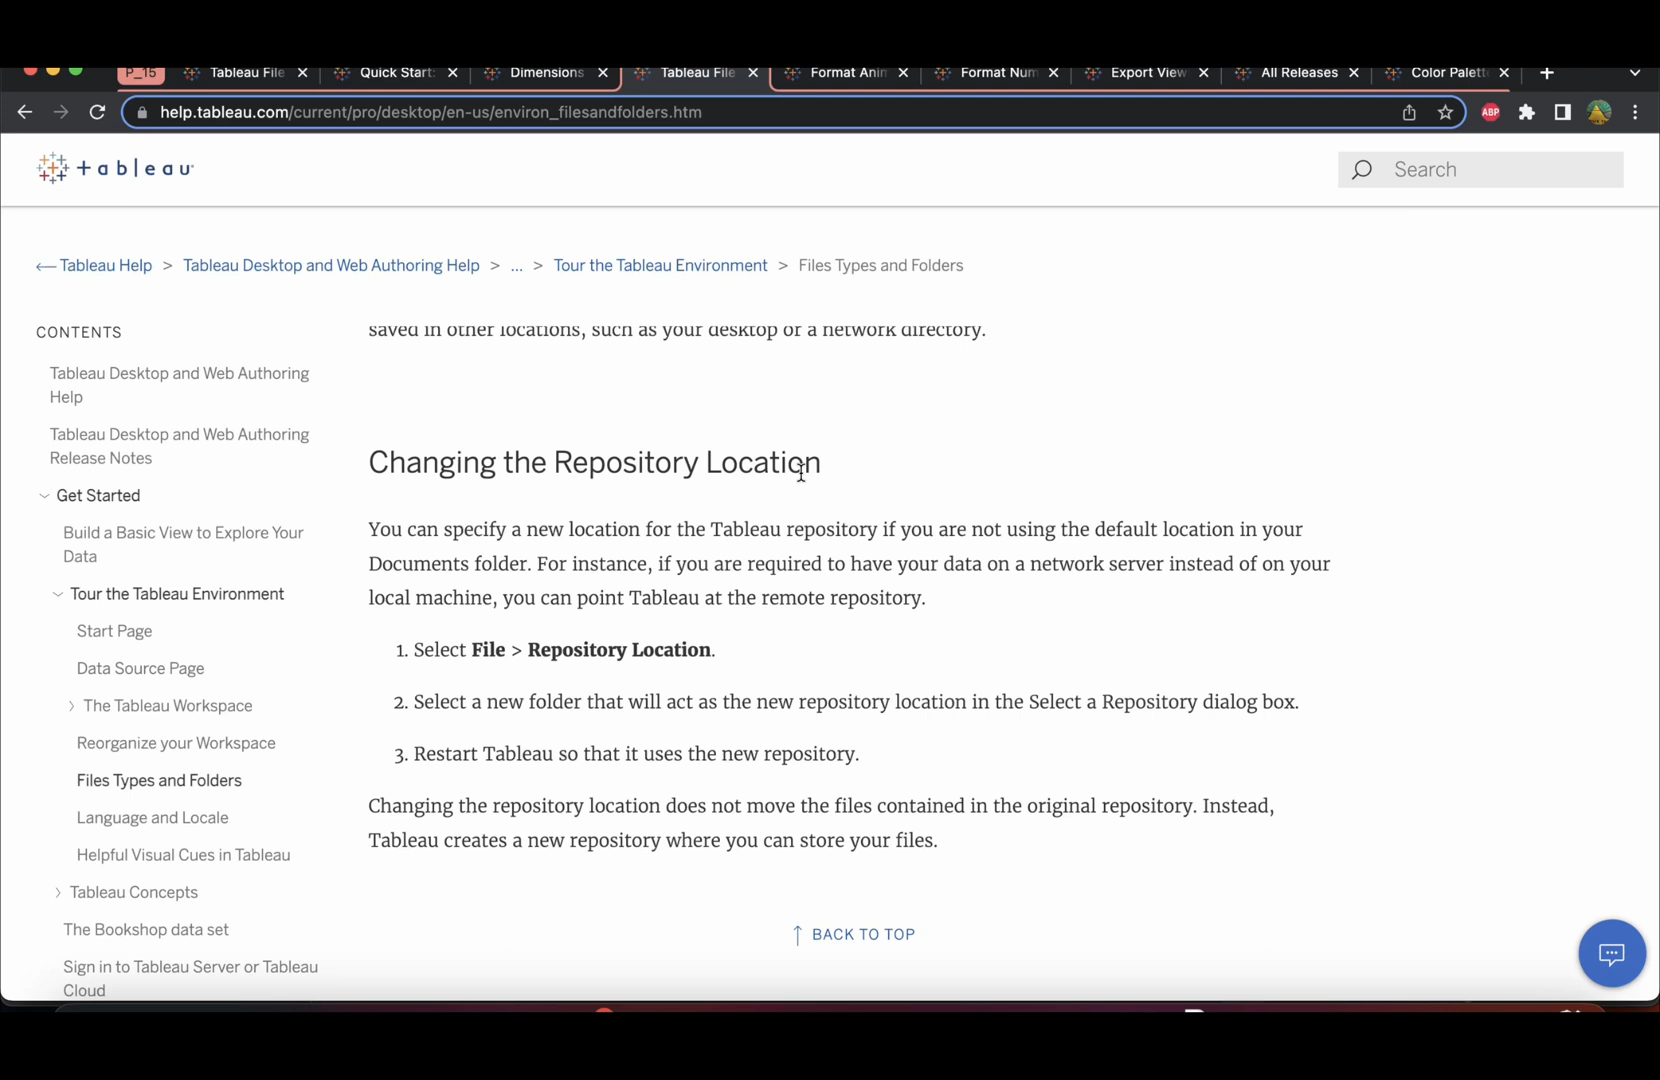 P_15
Tableau File
Quick Start:
Dimensions
Tableau File
Format Anim
Format Num
Export View
All Releases
Color Palett
help.tableau.com/current/pro/desktop/en-us/environ_filesandfolders.htm
ABP
+ableau
Search
Tableau Help > Tableau Desktop and Web Authoring Help > ... > Tour the Tableau Environment > Files Types and Folders
CONTENTS
Tableau Desktop and Web Authoring
Help
Tableau Desktop and Web Authoring
Release Notes
Get Started
Build a Basic View to Explore Your
Data
Tour the Tableau Environment
Start Page
Data Source Page
The Tableau Workspace
Reorganize your Workspace
Files Types and Folders
Language and Locale
Helpful Visual Cues in Tableau
Tableau Concepts
The Bookshop data set
Sign in to Tableau Server or Tableau
Cloud
saved in other locations, such as your desktop or a network directory.
Changing the Repository Location
You can specify a new location for the Tableau repository if you are not using the default location in your
Documents folder. For instance, if you are required to have your data on a network server instead of on your
local machine, you can point Tableau at the remote repository.
1. Select File > Repository Location.
2. Select a new folder that will act as the new repository location in the Select a Repository dialog box.
3. Restart Tableau so that it uses the new repository.
Changing the repository location does not move the files contained in the original repository. Instead,
Tableau creates a new repository where you can store your files.
BACK TO TOP